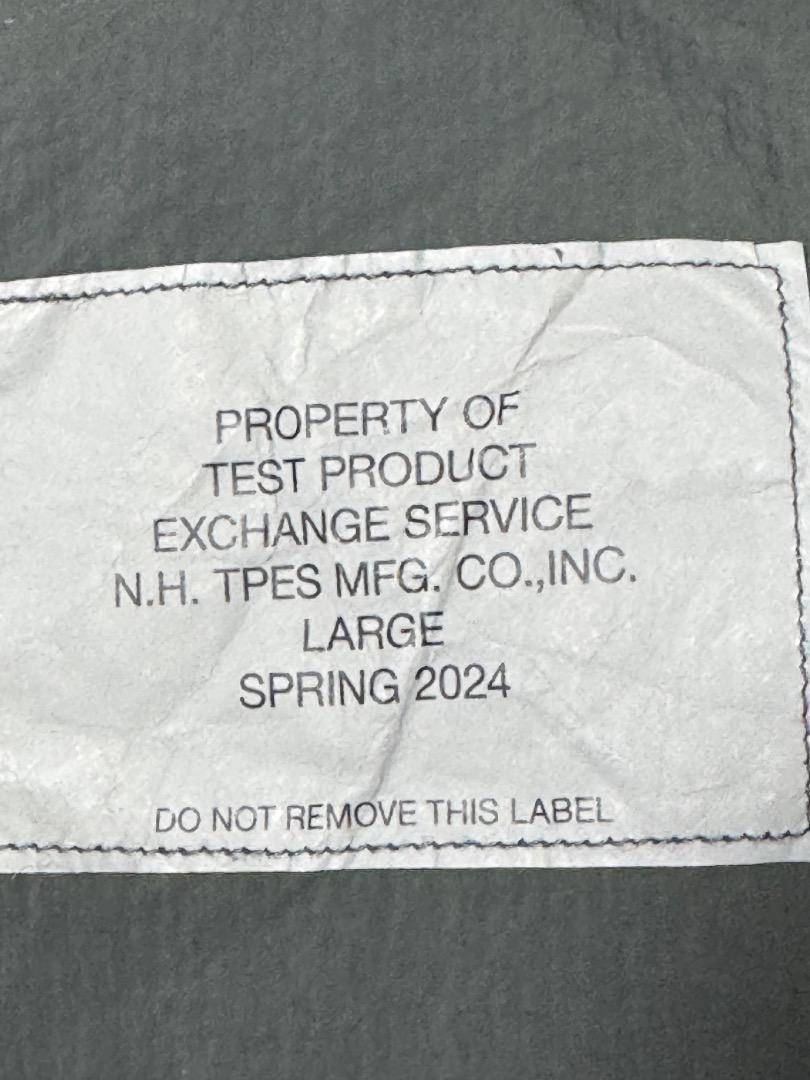 PROPERTY OF
TEST PRODUCT
EXCHANGE SERVICE
N.H. TPES MFG. CO.,INC.
LARGE
SPRING 2024
DO NOT REMOVE THIS LABEL